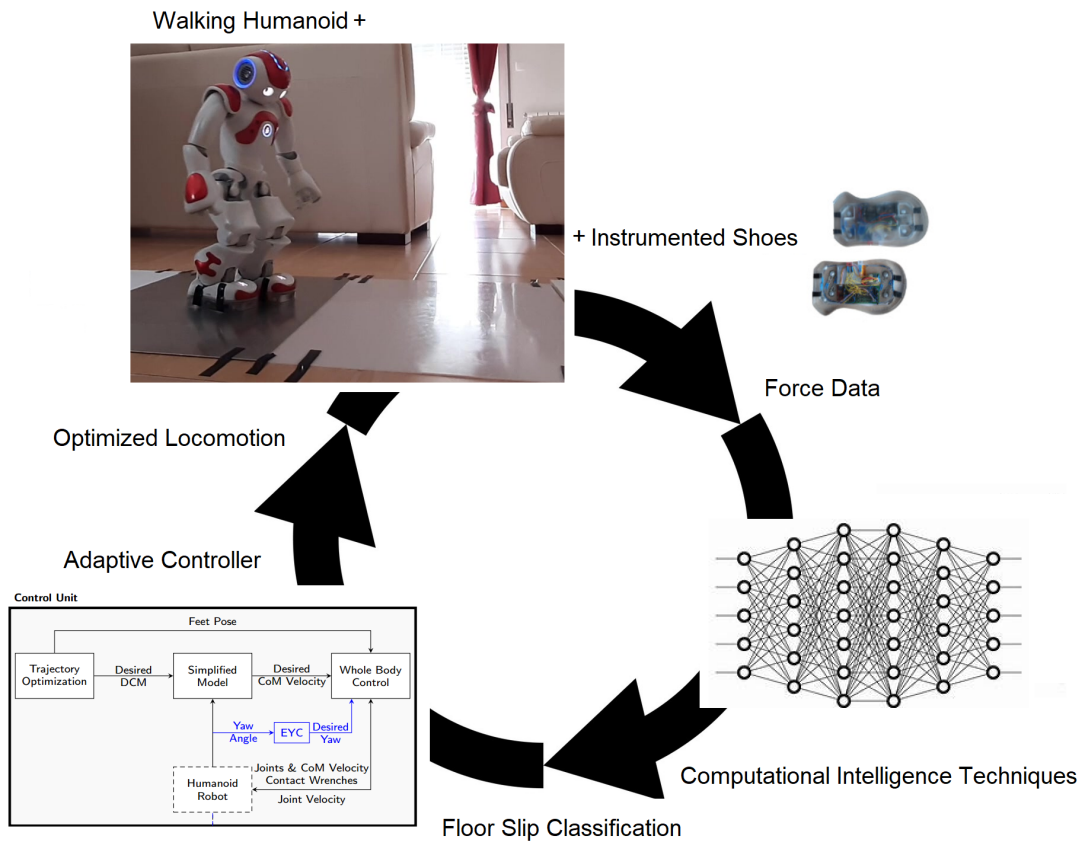 Walking Humanoid +
+ Instrumented Shoes
Force Data
Optimized Locomotion
Adaptive Controller
Control Unit
Feet Pose
Trajectory
Optimization
Desired
DCM
Simplified
Model
Desired
CoM Velocity
Whole Body
Control
Yaw
Angle
EYC
Desired
Yaw
Humanoid
Robot
Joints & CoM Velocity
Contact Wrenches
Joint Velocity
Computational Intelligence Techniques
Floor Slip Classification